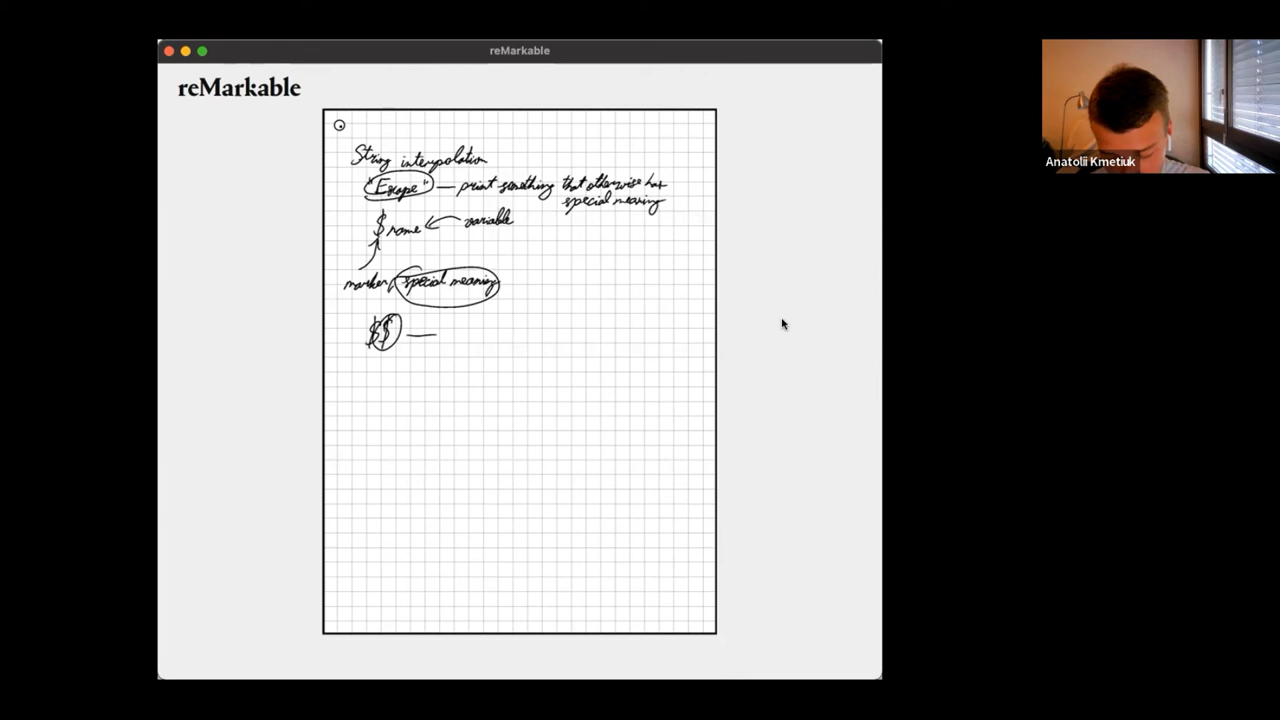 reMarkable
reMarkable
String interpolation
"Escape" — print something that otherwise has
special meaning
$ name ← variable
marker, special meaning
$$ —
Anatolii Kmetiuk